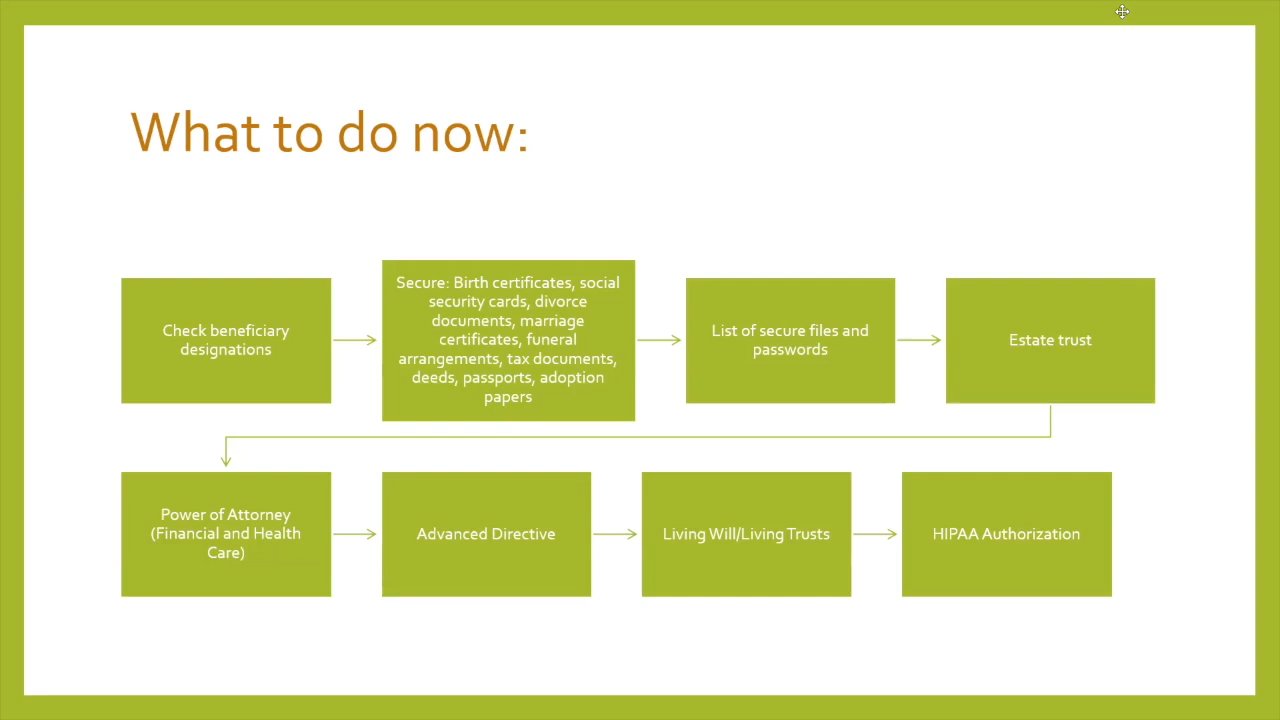 What to do now:
Check beneficiary
designations
Secure: Birth certificates, social
security cards, divorce
documents, marriage
certificates, funeral
arrangements, tax documents,
deeds, passports, adoption
papers
List of secure files and
passwords
Estate trust
Power of Attorney
(Financial and Health
Care)
Advanced Directive
Living Will/Living Trusts
HIPAA Authorization